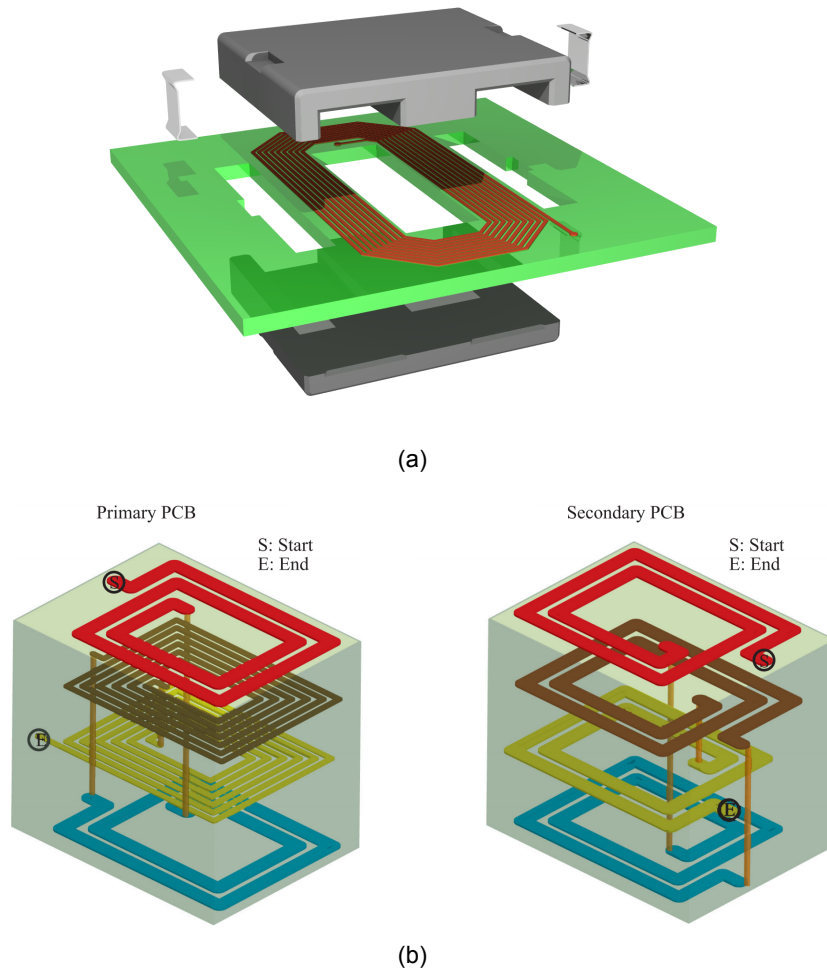 (a)
Primary PCB
S: Start
E: End
S
E
Secondary PCB
S: Start
E: End
S
E
(b)